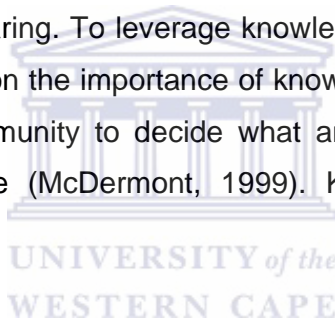 aring. To leverage knowle
on the importance of know
munity to decide what ar
e (McDermont, 1999). K
UNIVERSITY of the
WESTERN CAPE